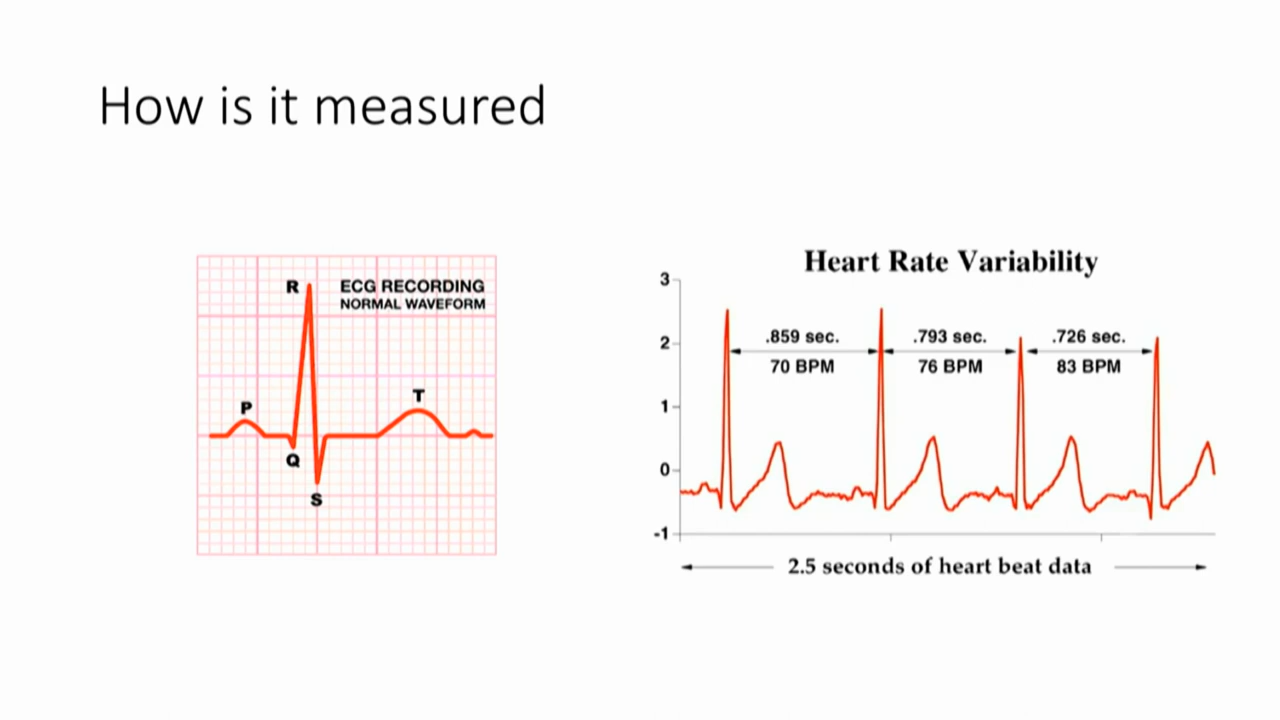 How is it measured
R
ECG RECORDING
NORMAL WAVEFORM
P
T
Q
S
Heart Rate Variability
3
2
1
0
-1
.859 sec.
70 BPM
.793 sec.
76 BPM
.726 sec.
83 BPM
2.5 seconds of heart beat data